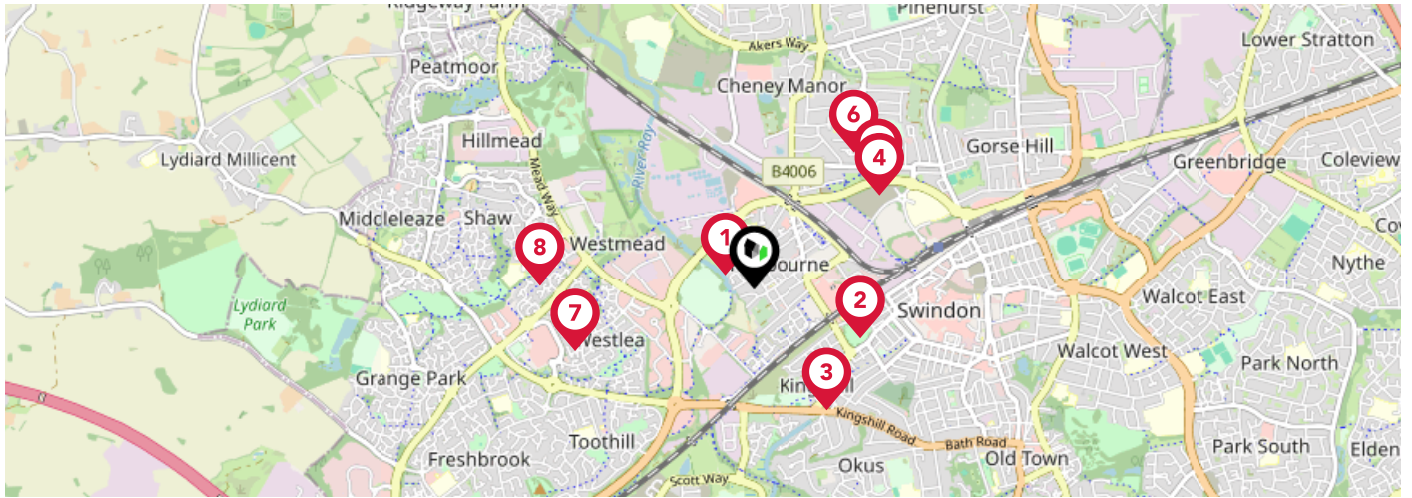 Ridgeway Farm
Pinehurst
Akers Way
Lower Stratton
Peatmoor
Cheney Manor
6
Hillmead
River Ray
4
Gorse Hill
Lydiard Millicent
B4006
Greenbridge
Coleview
Mead Way
Middleleaze
Shaw
8
Westmead
1
bourne
Nythe
2
Walcot East
Lydiard
Park
7
Swindon
Westlea
Walcot West
Park North
3
Grange Park
Kingshill Road
Bath Road
Toothill
Park South
Freshbrook
Okus
Old Town
Elden
Scott Way